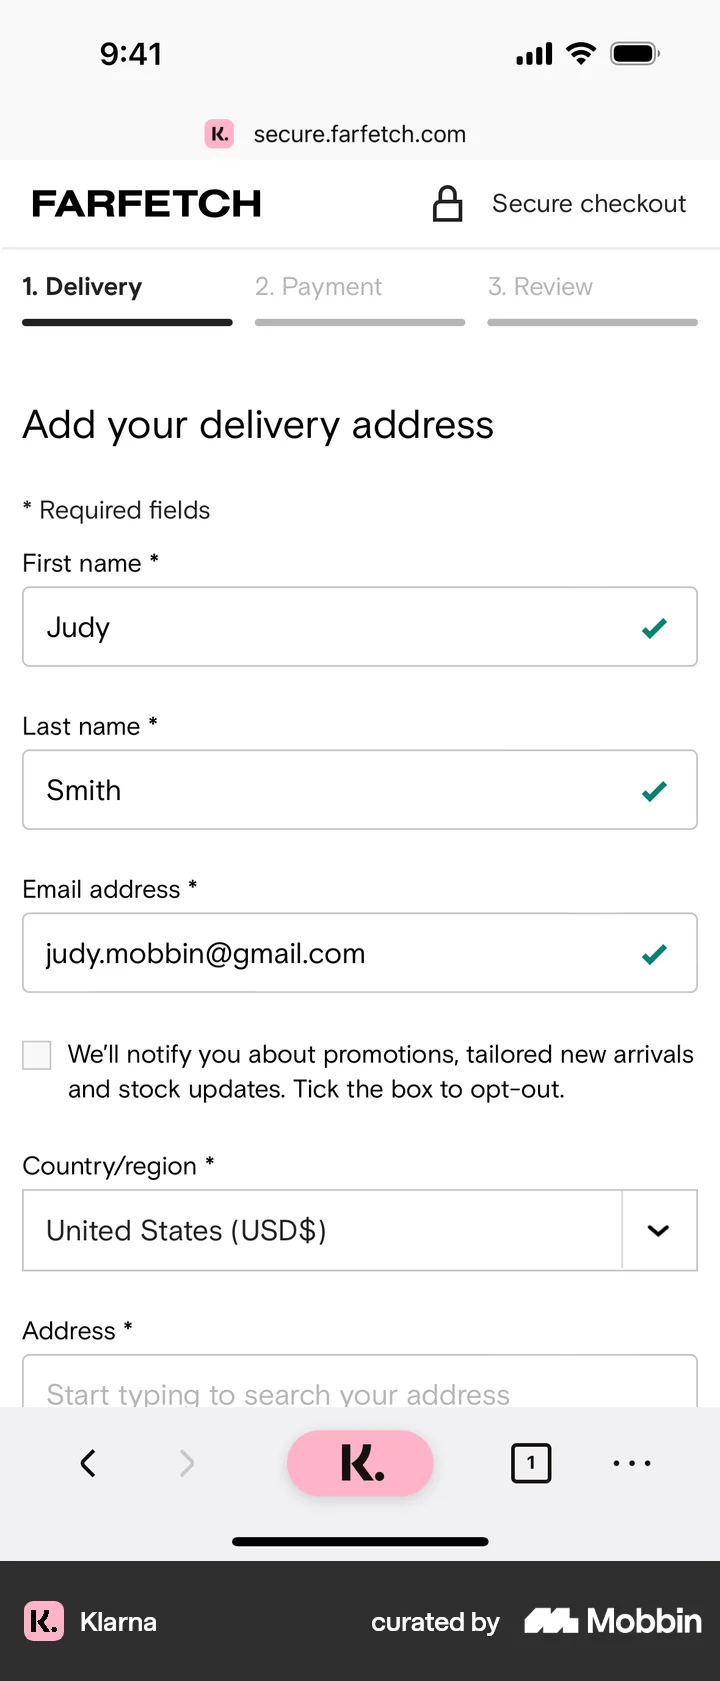 9:41
K. secure.farfetch.com
FARFETCH Secure checkout
1. Delivery 2. Payment 3. Review
Add your delivery address
* Required fields
First name *
Judy
Last name *
Smith
Email address *
judy.mobbin@gmail.com
We'll notify you about promotions, tailored new arrivals
and stock updates. Tick the box to opt-out.
Country/region *
United States (USD$)
Address *
Start typing to search your address
K. 1
K. Klarna curated by Mobbin